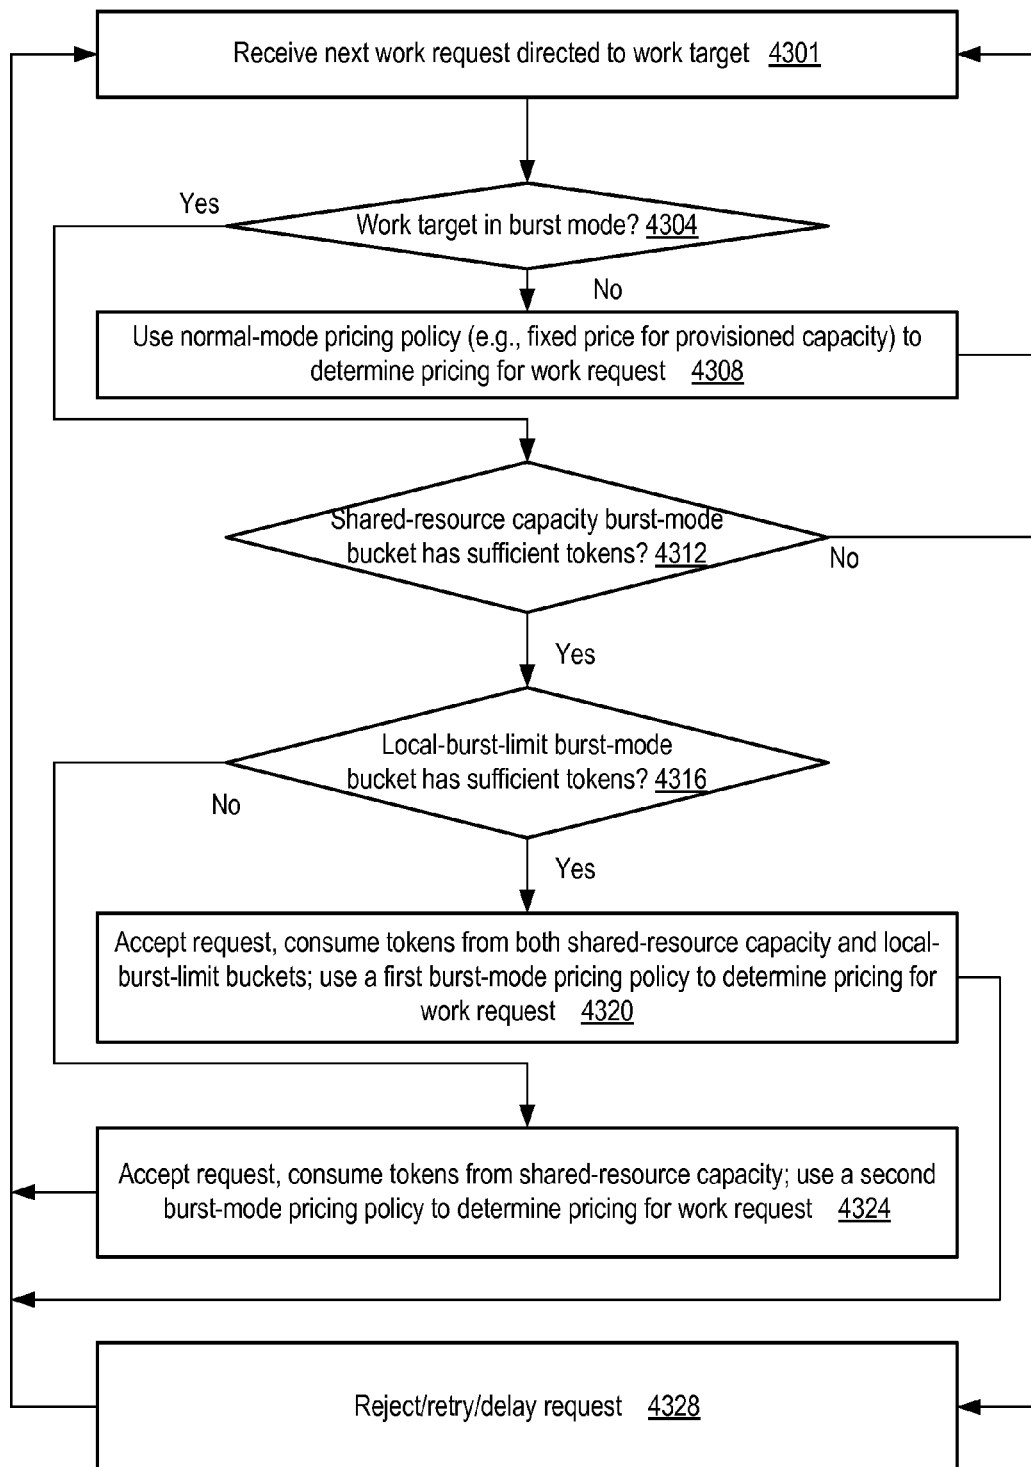 Receive next work request directed to work target 4301
Yes
Work target in burst mode? 4304
No
Use normal-mode pricing policy (e.g., fixed price for provisioned capacity) to
determine pricing for work request 4308
Shared-resource capacity burst-mode
bucket has sufficient tokens? 4312
No
Yes
Local-burst-limit burst-mode
bucket has sufficient tokens? 4316
No
Yes
Accept request, consume tokens from both shared-resource capacity and local-
burst-limit buckets; use a first burst-mode pricing policy to determine pricing for
work request 4320
Accept request, consume tokens from shared-resource capacity; use a second
burst-mode pricing policy to determine pricing for work request 4324
Reject/retry/delay request 4328